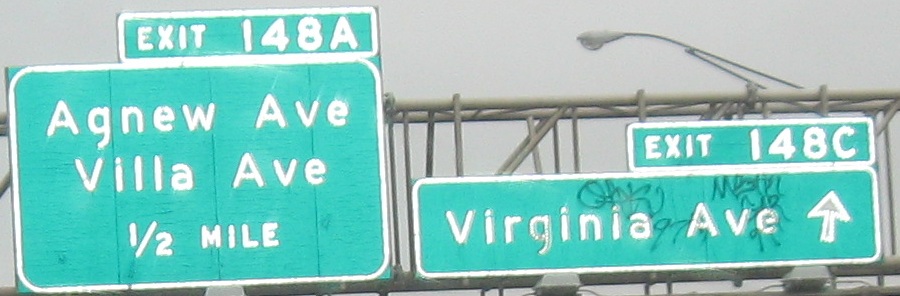 EXIT 148A
Agnew Ave
Villa Ave
1/2 MILE
EXIT 148C
Virginia Ave